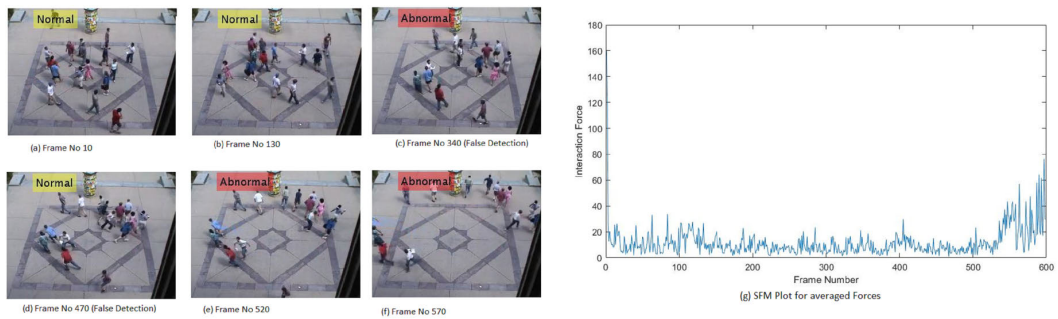 Normal
Normal
Abnormal
(a) Frame No 10
(b) Frame No 130
(c) Frame No 340 (False Detection)
Normal
Abnormal
Abnormal
(d) Frame No 470 (False Detection)
(e) Frame No 520
(f) Frame No 570
180
160
140
120
100
80
60
40
20
0
Interaction Force
0 100 200 300 400 500 600
Frame Number
(g) SFM Plot for averaged Forces